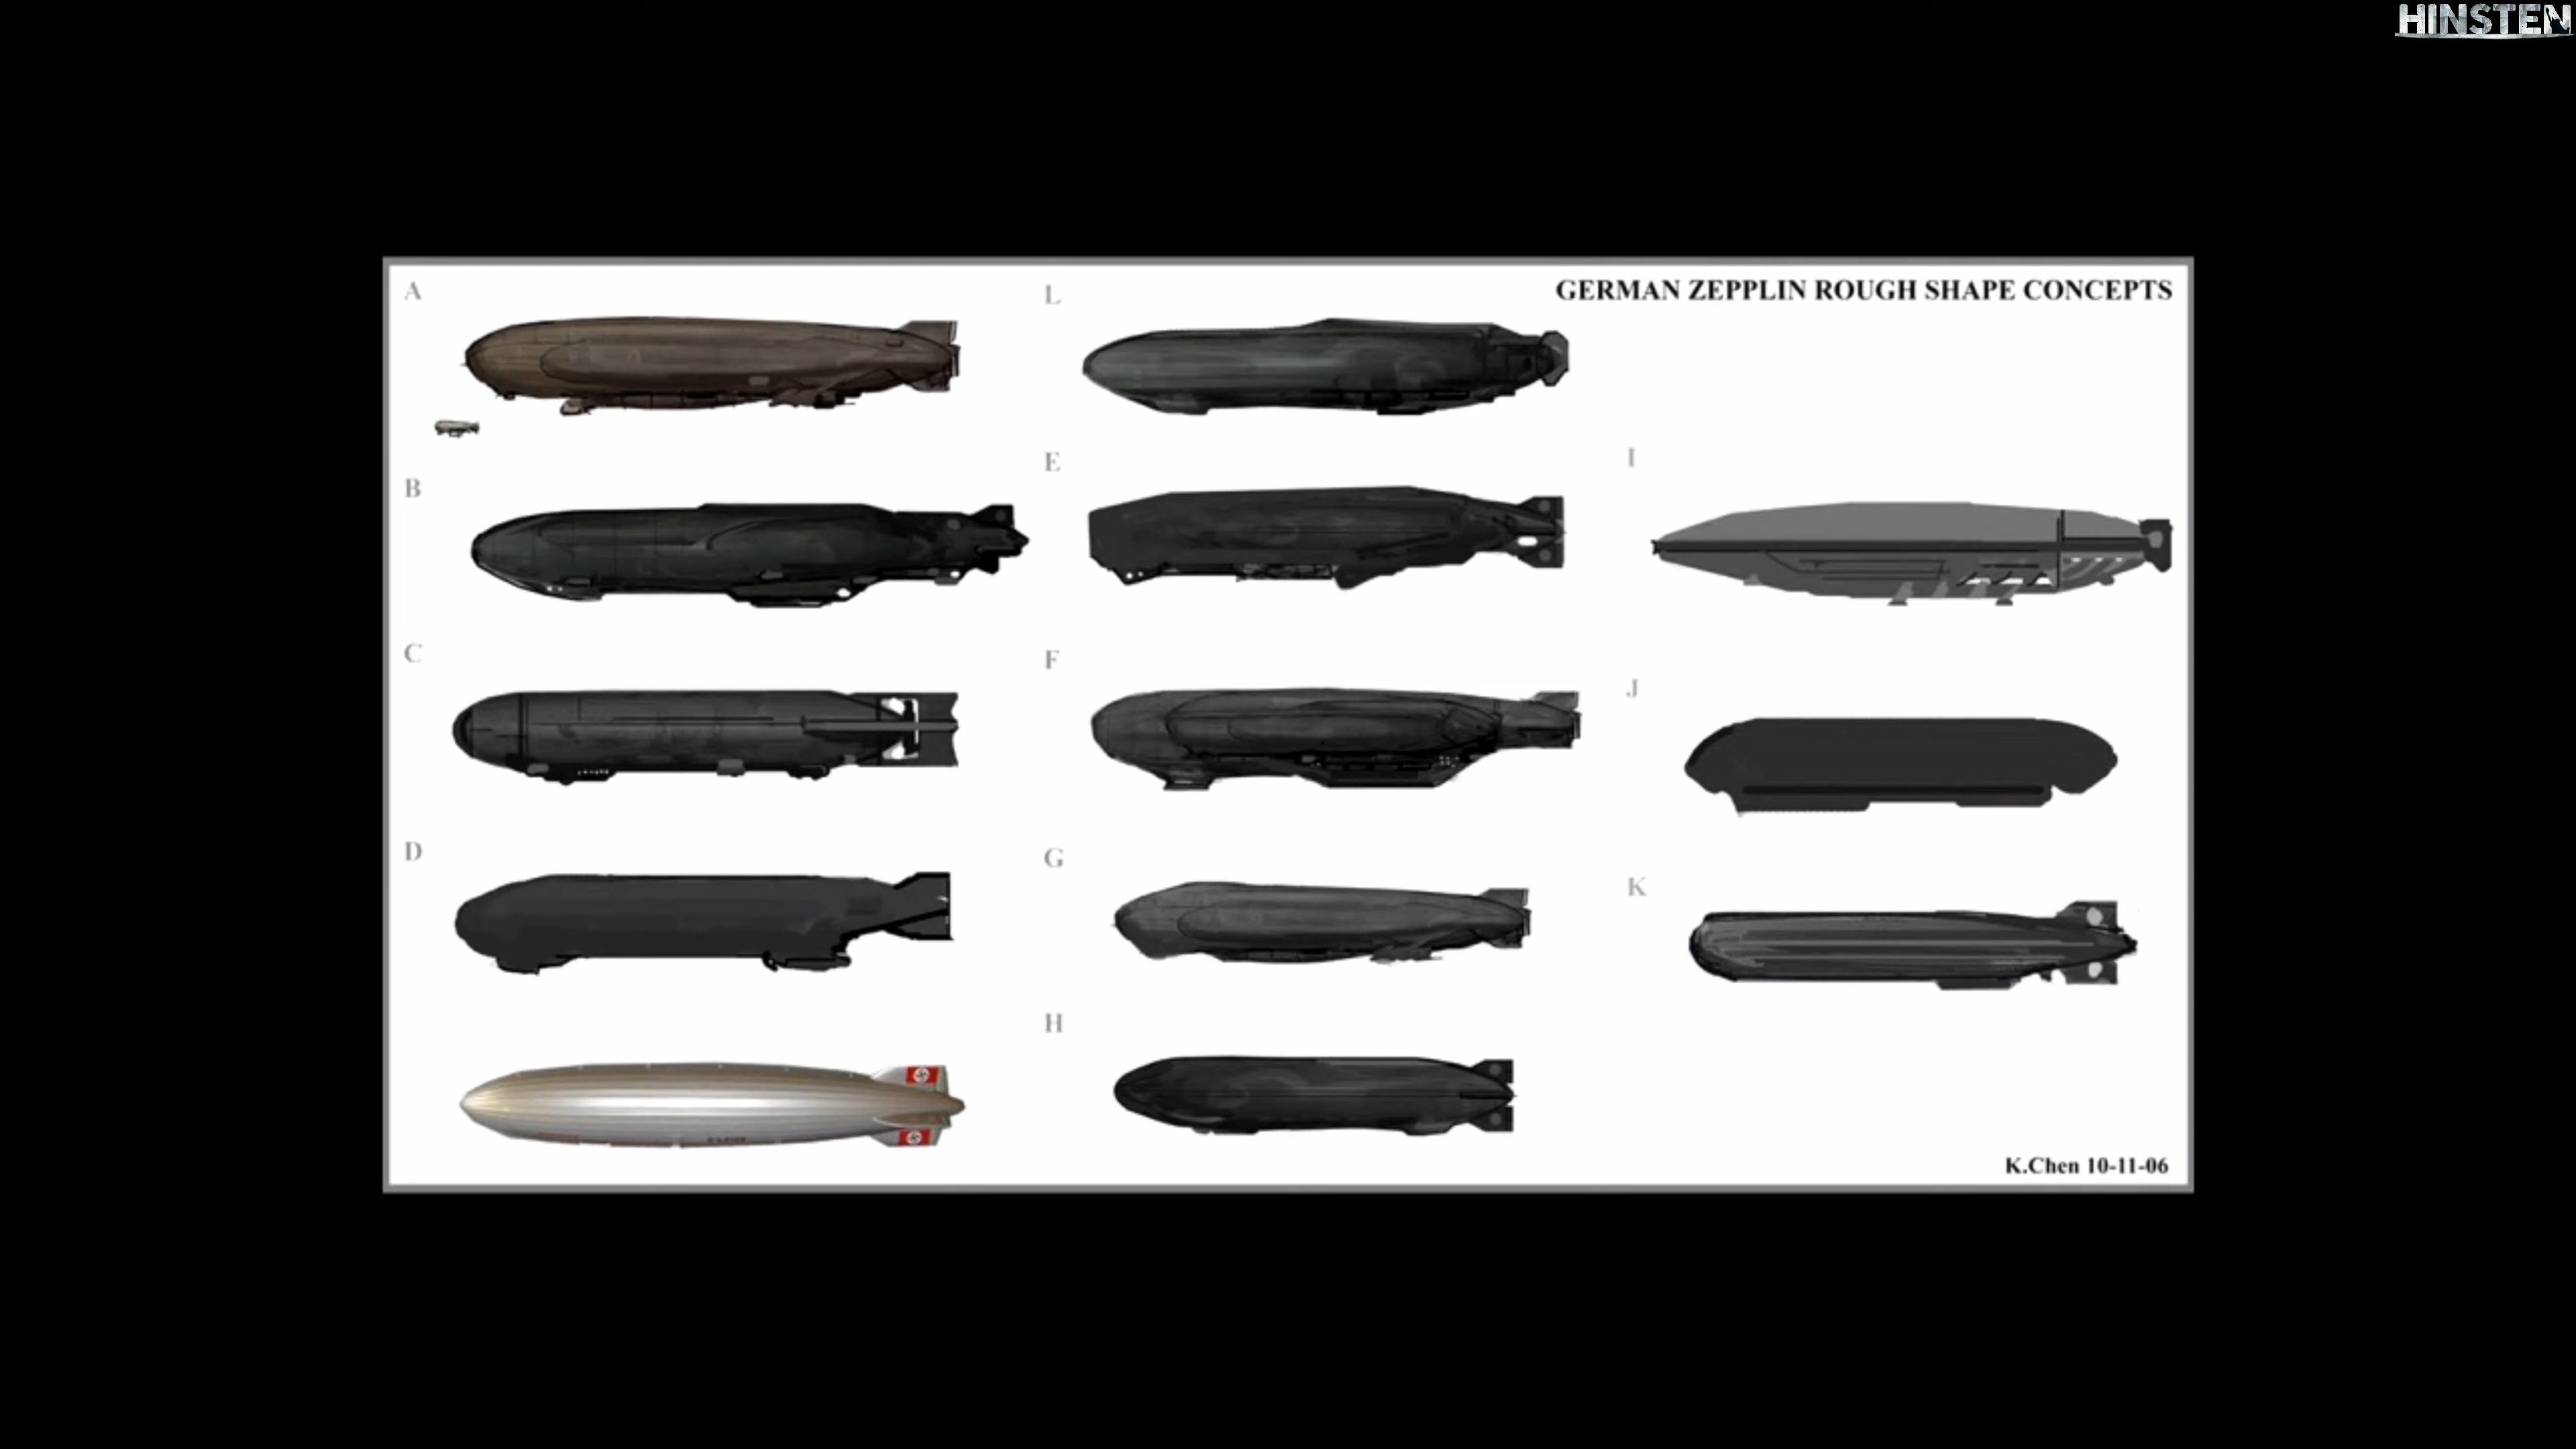 HINSTEN
GERMAN ZEPPLIN ROUGH SHAPE CONCEPTS
A
B
C
D
L
E
F
G
H
I
J
K
K.Chen 10-11-06